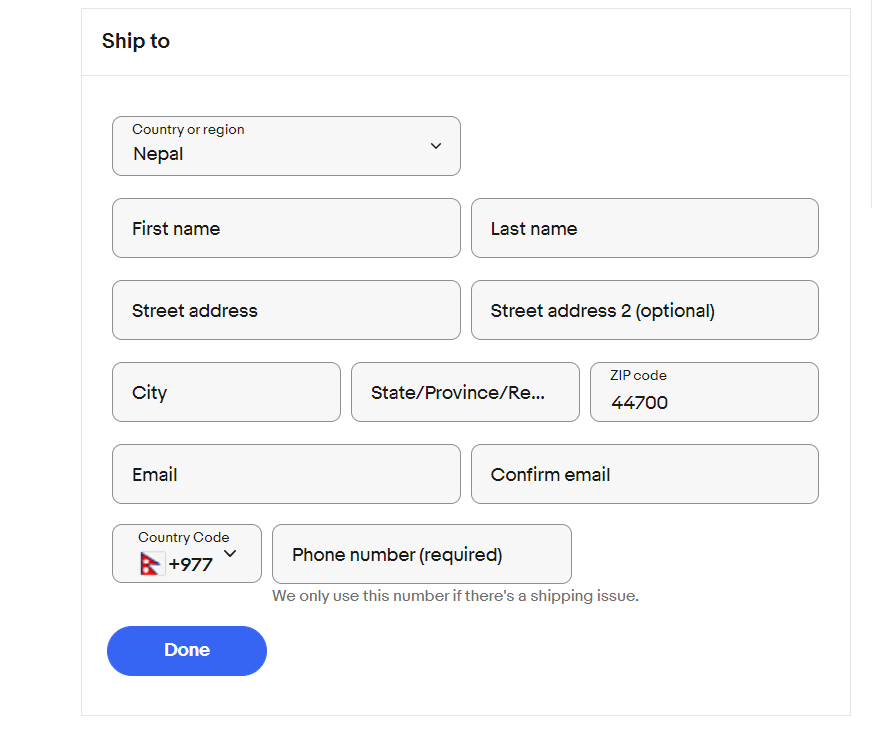 Ship to
Country or region
Nepal
First name
Last name
Street address
Street address 2 (optional)
City
State/Province/Re...
ZIP code
44700
Email
Confirm email
Country Code
+977
Phone number (required)
We only use this number if there's a shipping issue.
Done